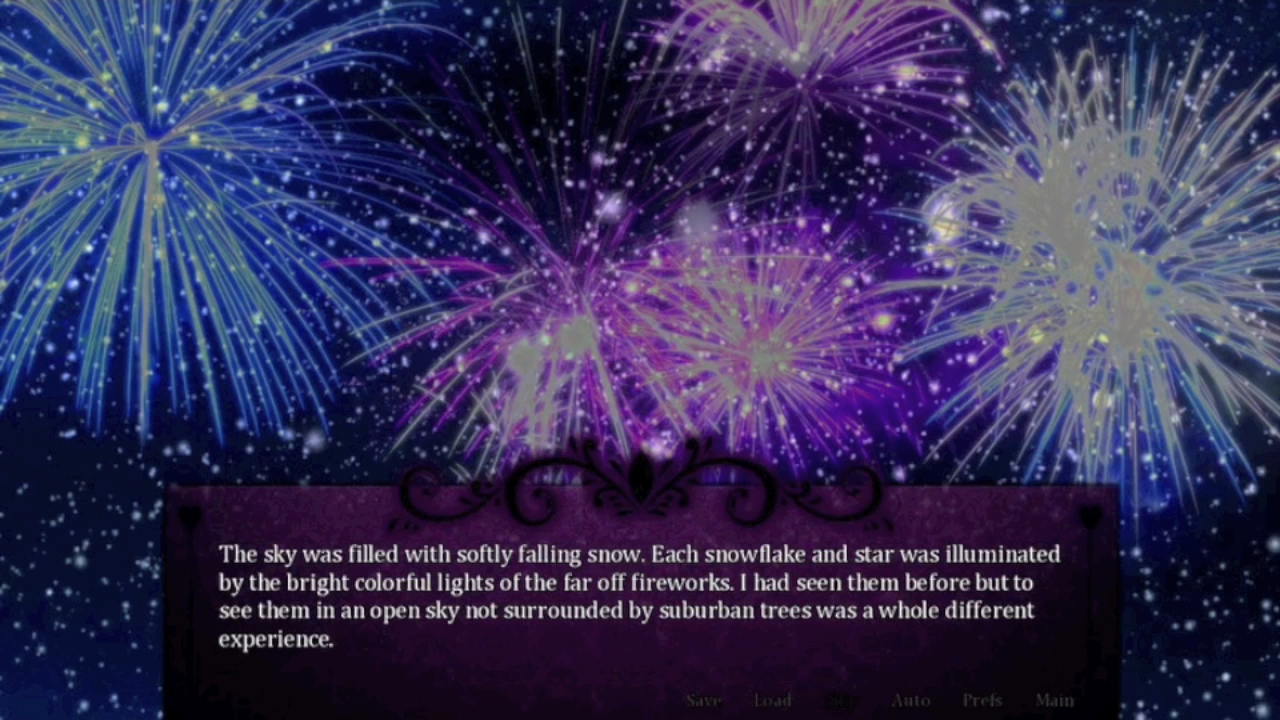 The sky was filled with softly falling snow. Each snowflake and star was illuminated
by the bright colorful lights of the far off fireworks. I had seen them before but to
see them in an open sky not surrounded by suburban trees was a whole different
experience.
Save Load Auto Prefs Main